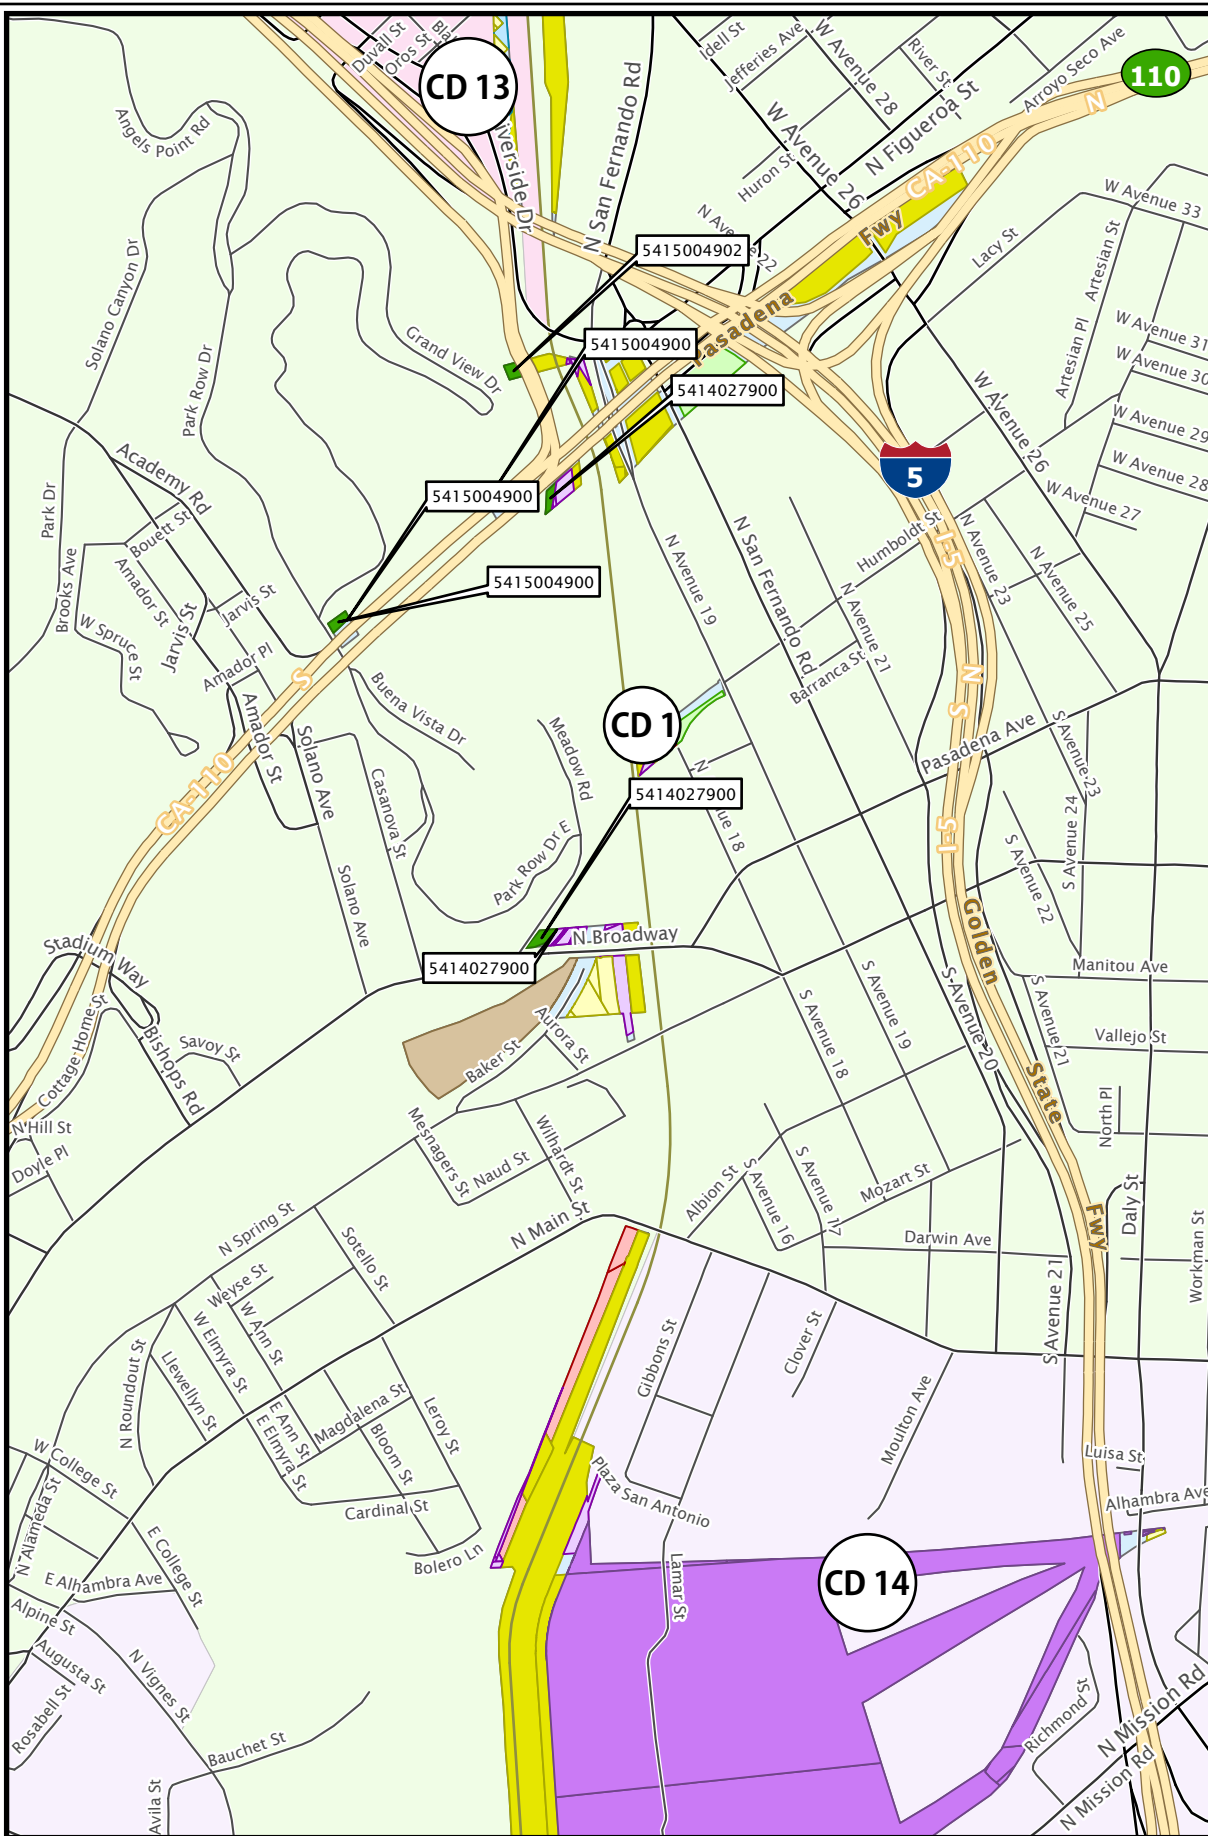 Duvall St
Oros St
CD 13
Riverside Dr
N San Fernando Rd
Idell St
Jefferies Ave
W Avenue 28
River St
Arroyo Seco Ave
110
N
W Avenue 26
N Figueroa St
Huron St
CA-110
Angels Point Rd
W Avenue 33
N Avenue 22
Fwy
Lacy St
Artesian St
5415004902
Solano Canyon Dr
Pasadena
Grand View Dr
5415004900
Park Row Dr
5414027900
Artesian Pl
W Avenue 31
W Avenue 30
W Avenue 29
W Avenue 28
W Avenue 26
W Avenue 27
Academy Rd
Park Dr
5415004900
5
Bouett St
Brooks Ave
Amador St
Jarvis St
Jarvis St
W Spruce St
Amador Pl
5415004900
N Avenue 19
N San Fernando Rd
Humboldt St
N Avenue 21
Barranca St
I-5
N Avenue 23
N Avenue 25
S
N
S
Buena Vista Dr
Amador St
Solano Ave
Casanova St
CA-110
CD 1
Meadow Rd
5414027900
N Avenue 18
Pasadena Ave
S Avenue 23
S Avenue 24
S Avenue 22
I-5
Park Row Dr E
Solano Ave
N Broadway
5414027900
Golden
Manitou Ave
Stadium Way
Cottage Home St
Bishops Rd
Savoy St
N Hill St
Doyle Pl
Aurora St
Baker St
S Avenue 18
S Avenue 19
S Avenue 20
S Avenue 21
Vallejo St
State
North Pl
Mesnagers St
Naud St
Wilhardt St
Albion St
S Avenue 16
S Avenue 17
Mozart St
Daly St
Fwy
N Spring St
Sotello St
N Main St
Darwin Ave
S Avenue 21
Workman St
Weyse St
W Ann St
W Elmyra St
N Roundout St
Llewellyn St
E Ann St
E Elmyra St
Magdalena St
Bloom St
Leroy St
Gibbons St
Clover St
Moulton Ave
Luisa St
Alhambra Ave
W College St
N Alameda St
E College St
Cardinal St
Bolero Ln
Plaza San Antonio
Lamar St
CD 14
E Alhambra Ave
Alpine St
Augusta St
Rosabell St
N Vignes St
Bauchet St
Avila St
Richmond St
N Mission Rd
N Mission Rd